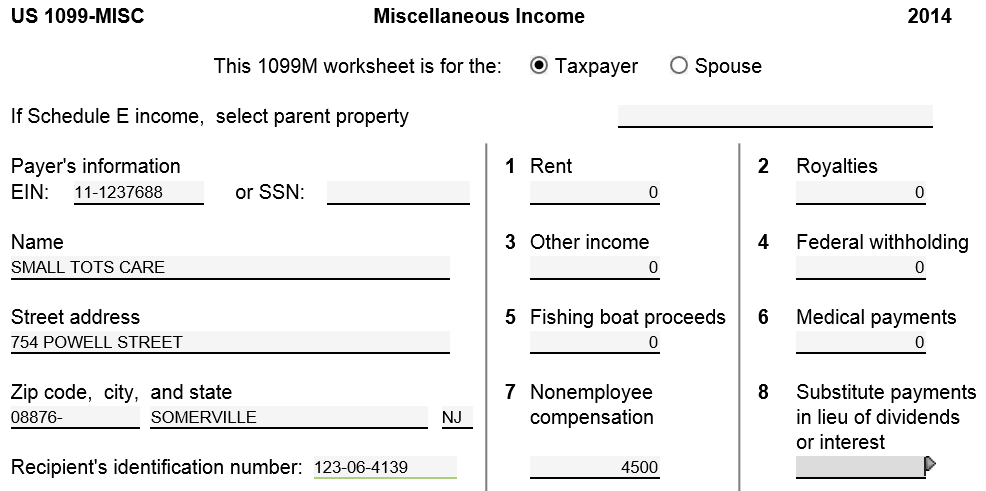 US 1099-MISC Miscellaneous Income 2014
This 1099M worksheet is for the: Taxpayer Spouse
If Schedule E income, select parent property
Payer's information 1 Rent 2 Royalties
EIN: 11-1237688 or SSN: 0 0
Name 3 Other income 4 Federal withholding
SMALL TOTS CARE 0 0
Street address 5 Fishing boat proceeds 6 Medical payments
754 POWELL STREET 0 0
Zip code, city, and state 7 Nonemployee 8 Substitute payments
08876- SOMERVILLE NJ compensation in lieu of dividends
or interest
Recipient's identification number: 123-06-4139 4500